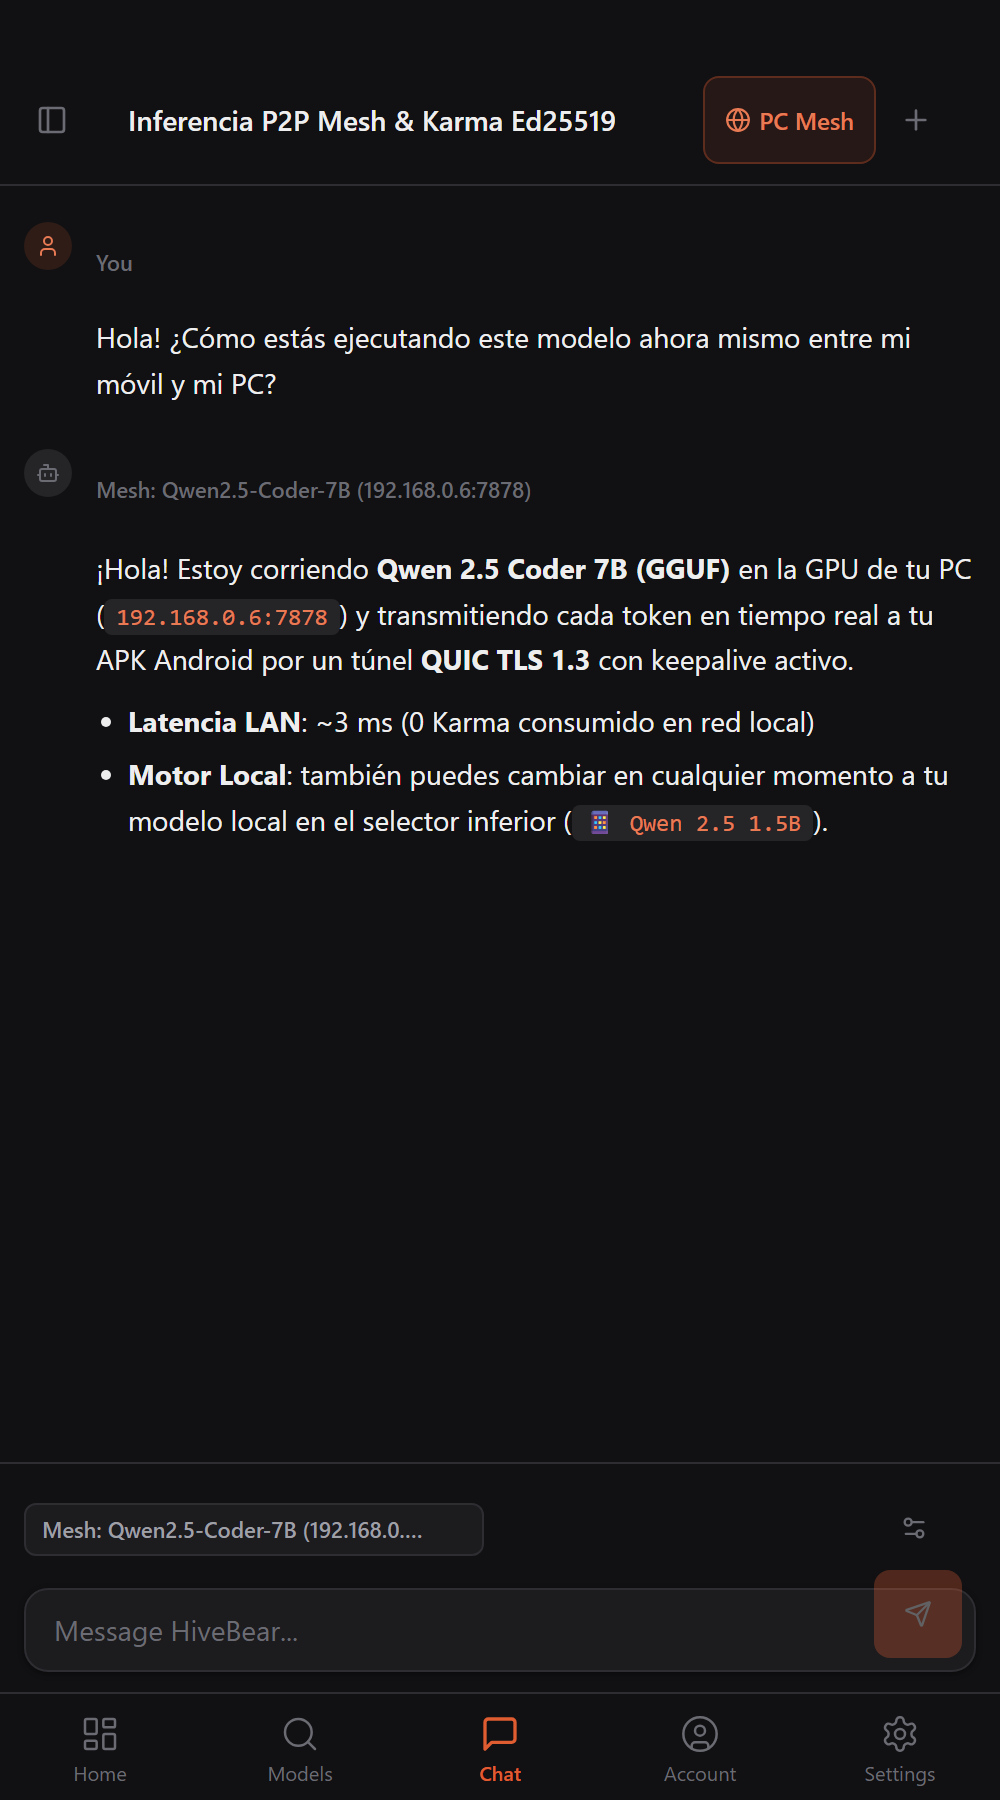 Inferencia P2P Mesh & Karma Ed25519
PC Mesh
You
Hola! ¿Cómo estás ejecutando este modelo ahora mismo entre mi
móvil y mi PC?
Mesh: Qwen2.5-Coder-7B (192.168.0.6:7878)
¡Hola! Estoy corriendo Qwen 2.5 Coder 7B (GGUF) en la GPU de tu PC
(192.168.0.6:7878) y transmitiendo cada token en tiempo real a tu
APK Android por un túnel QUIC TLS 1.3 con keepalive activo.
• Latencia LAN: ~3 ms (0 Karma consumido en red local)
• Motor Local: también puedes cambiar en cualquier momento a tu
modelo local en el selector inferior (📱 Qwen 2.5 1.5B).
Mesh: Qwen2.5-Coder-7B (192.168.0....
Message HiveBear...
Home
Models
Chat
Account
Settings